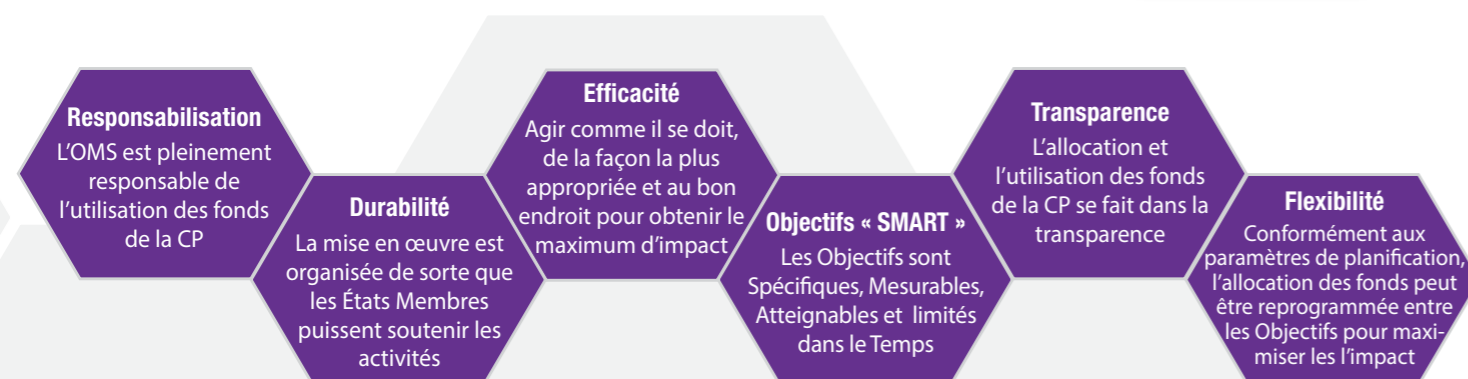 Responsabilisation
L'OMS est pleinement
responsable de
l'utilisation des fonds
de la CP
Durabilité
La mise en œuvre est
organisée de sorte que
les États Membres
puissent soutenir les
activités
Efficacité
Agir comme il se doit,
de la façon la plus
appropriée et au bon
endroit pour obtenir le
maximum d'impact
Objectifs « SMART »
Les Objectifs sont
Spécifiques, Mesurables,
Atteignables et limités
dans le Temps
Transparence
L'allocation et
l'utilisation des fonds
de la CP se fait dans la
transparence
Flexibilité
Conformément aux
paramètres de planification,
l'allocation des fonds peut
être reprogrammée entre
les Objectifs pour maxi-
miser les l'impact